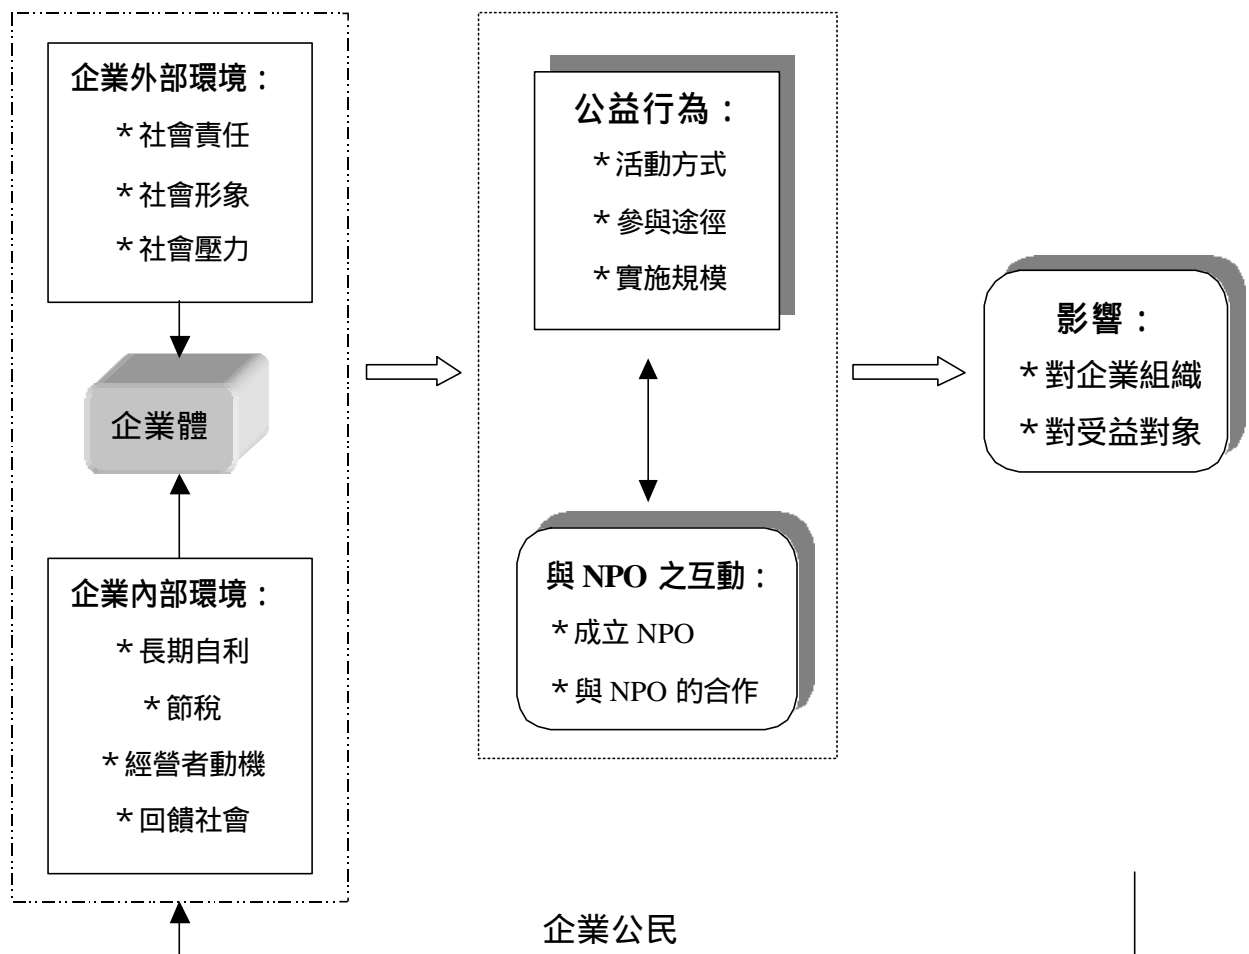 企業外部環境：
*社會責任
*社會形象
*社會壓力
企業體
企業內部環境：
*長期自利
*節稅
*經營者動機
*回饋社會
公益行為：
*活動方式
*參與途徑
*實施規模
與 NPO 之互動：
*成立 NPO
*與 NPO 的合作
影響：
*對企業組織
*對受益對象
企業公民